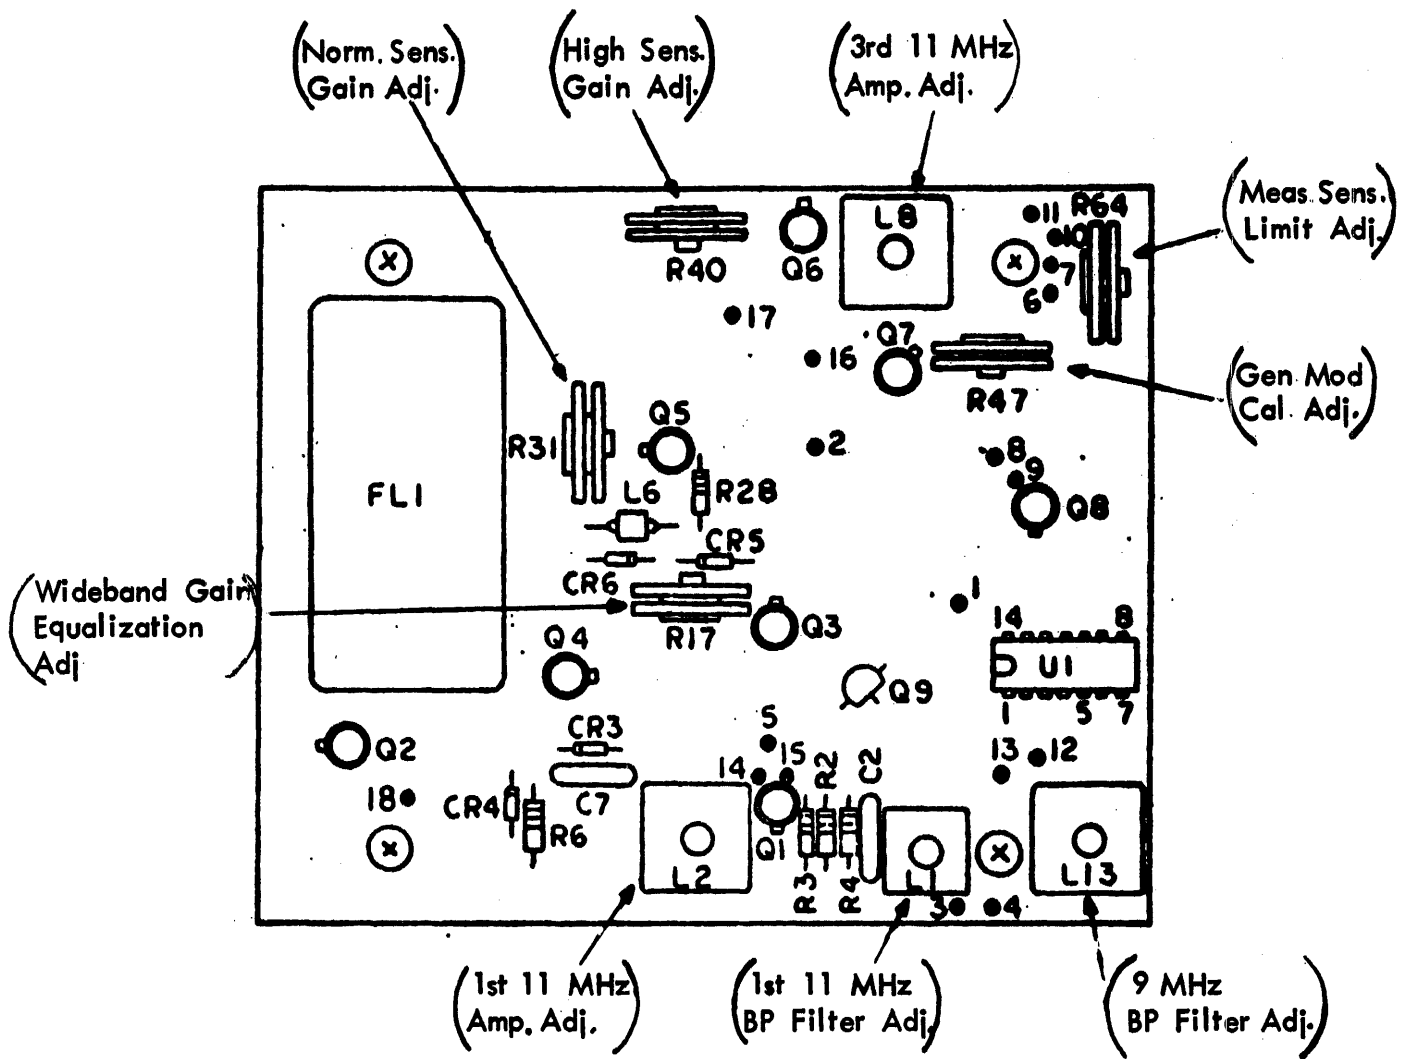 Norm. Sens.
Gain Adj.
High Sens.
Gain Adj.
3rd 11 MHz
Amp. Adj.
Meas. Sens.
Limit Adj.
Gen Mod
Cal Adj.
Wideband Gain
Equalization
Adj
R40
Q6
L8
11
R64
10
7
6
17
16
Q7
R47
Q5
R31
2
8
9
Q8
FL1
L6
R28
CR5
CR6
R17
Q3
1
14
8
U1
1
5
7
Q4
Q9
Q2
CR3
5
14
15
R2
C2
13
12
18
CR4
R6
C7
L2
Q1
R3
R4
L1
3
4
L13
1st 11 MHz
Amp. Adj.
1st 11 MHz
BP Filter Adj.
9 MHz
BP Filter Adj.